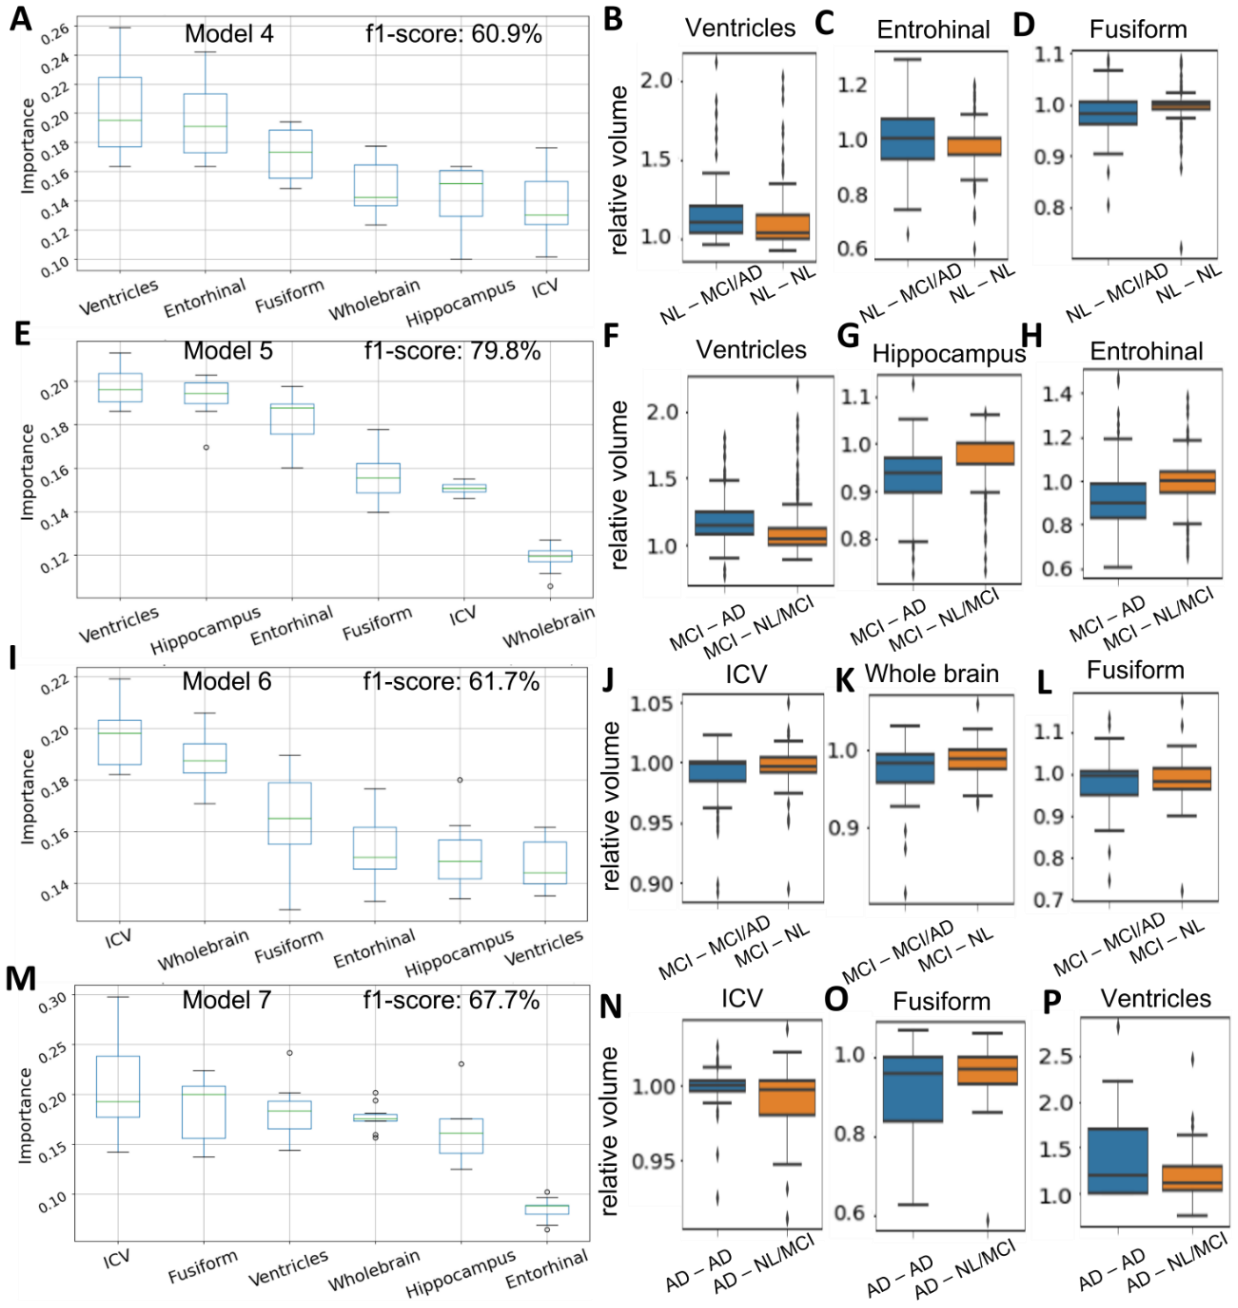 A
Model 4
f1-score: 60.9%
Importance
0.26
0.24
0.22
0.20
0.18
0.16
0.14
0.12
0.10
Ventricles
Entorhinal
Fusiform
Wholebrain
Hippocampus
ICV
B
Ventricles
relative volume
2.0
1.5
1.0
NL – MCI/AD
NL – NL
C
Entrohinal
1.2
1.0
0.8
0.6
NL – MCI/AD
NL – NL
D
Fusiform
1.1
1.0
0.9
0.8
NL – MCI/AD
NL – NL
E
Model 5
f1-score: 79.8%
Importance
0.20
0.18
0.16
0.14
0.12
Ventricles
Hippocampus
Entorhinal
Fusiform
ICV
Wholebrain
F
Ventricles
relative volume
2.0
1.5
1.0
MCI – AD
MCI – NL/MCI
G
Hippocampus
1.1
1.0
0.9
0.8
MCI – AD
MCI – NL/MCI
H
Entrohinal
1.4
1.2
1.0
0.8
0.6
MCI – AD
MCI – NL/MCI
I
Model 6
f1-score: 61.7%
Importance
0.22
0.20
0.18
0.16
0.14
ICV
Wholebrain
Fusiform
Entorhinal
Hippocampus
Ventricles
J
ICV
relative volume
1.05
1.00
0.95
0.90
MCI – MCI/AD
MCI – NL
K
Whole brain
1.0
0.9
MCI – MCI/AD
MCI – NL
L
Fusiform
1.1
1.0
0.9
0.8
0.7
MCI – MCI/AD
MCI – NL
M
Model 7
f1-score: 67.7%
Importance
0.30
0.25
0.20
0.15
0.10
ICV
Fusiform
Ventricles
Wholebrain
Hippocampus
Entorhinal
N
ICV
relative volume
1.00
0.95
AD – AD
AD – NL/MCI
O
Fusiform
1.0
0.8
0.6
AD – AD
AD – NL/MCI
P
Ventricles
2.5
2.0
1.5
1.0
AD – AD
AD – NL/MCI